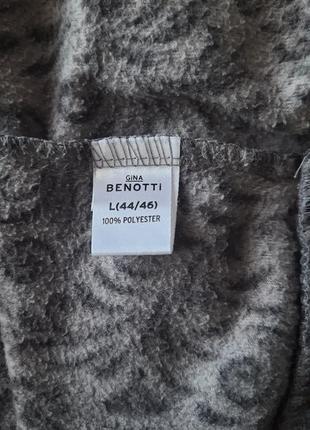 GiNA
BENOTTi
L(44/46)
100% POLYESTER